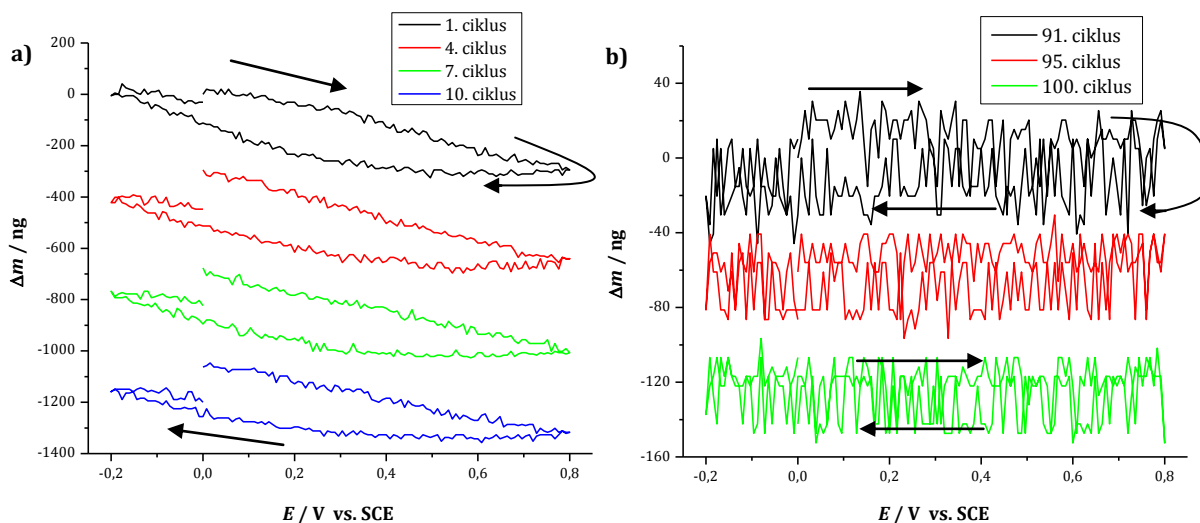 a)
1. ciklus
4. ciklus
7. ciklus
10. ciklus
Δm / ng
200
0
-200
-400
-600
-800
-1000
-1200
-1400
-0,2
0,0
0,2
0,4
0,6
0,8
E / V vs. SCE
b)
91. ciklus
95. ciklus
100. ciklus
Δm / ng
40
0
-40
-80
-120
-160
-0,2
0,0
0,2
0,4
0,6
0,8
E / V vs. SCE